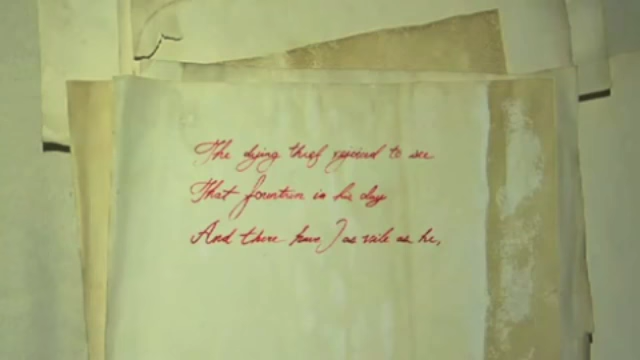 The dying thief rejoiced to see
That fountain in his day
And there have I as vile as he,